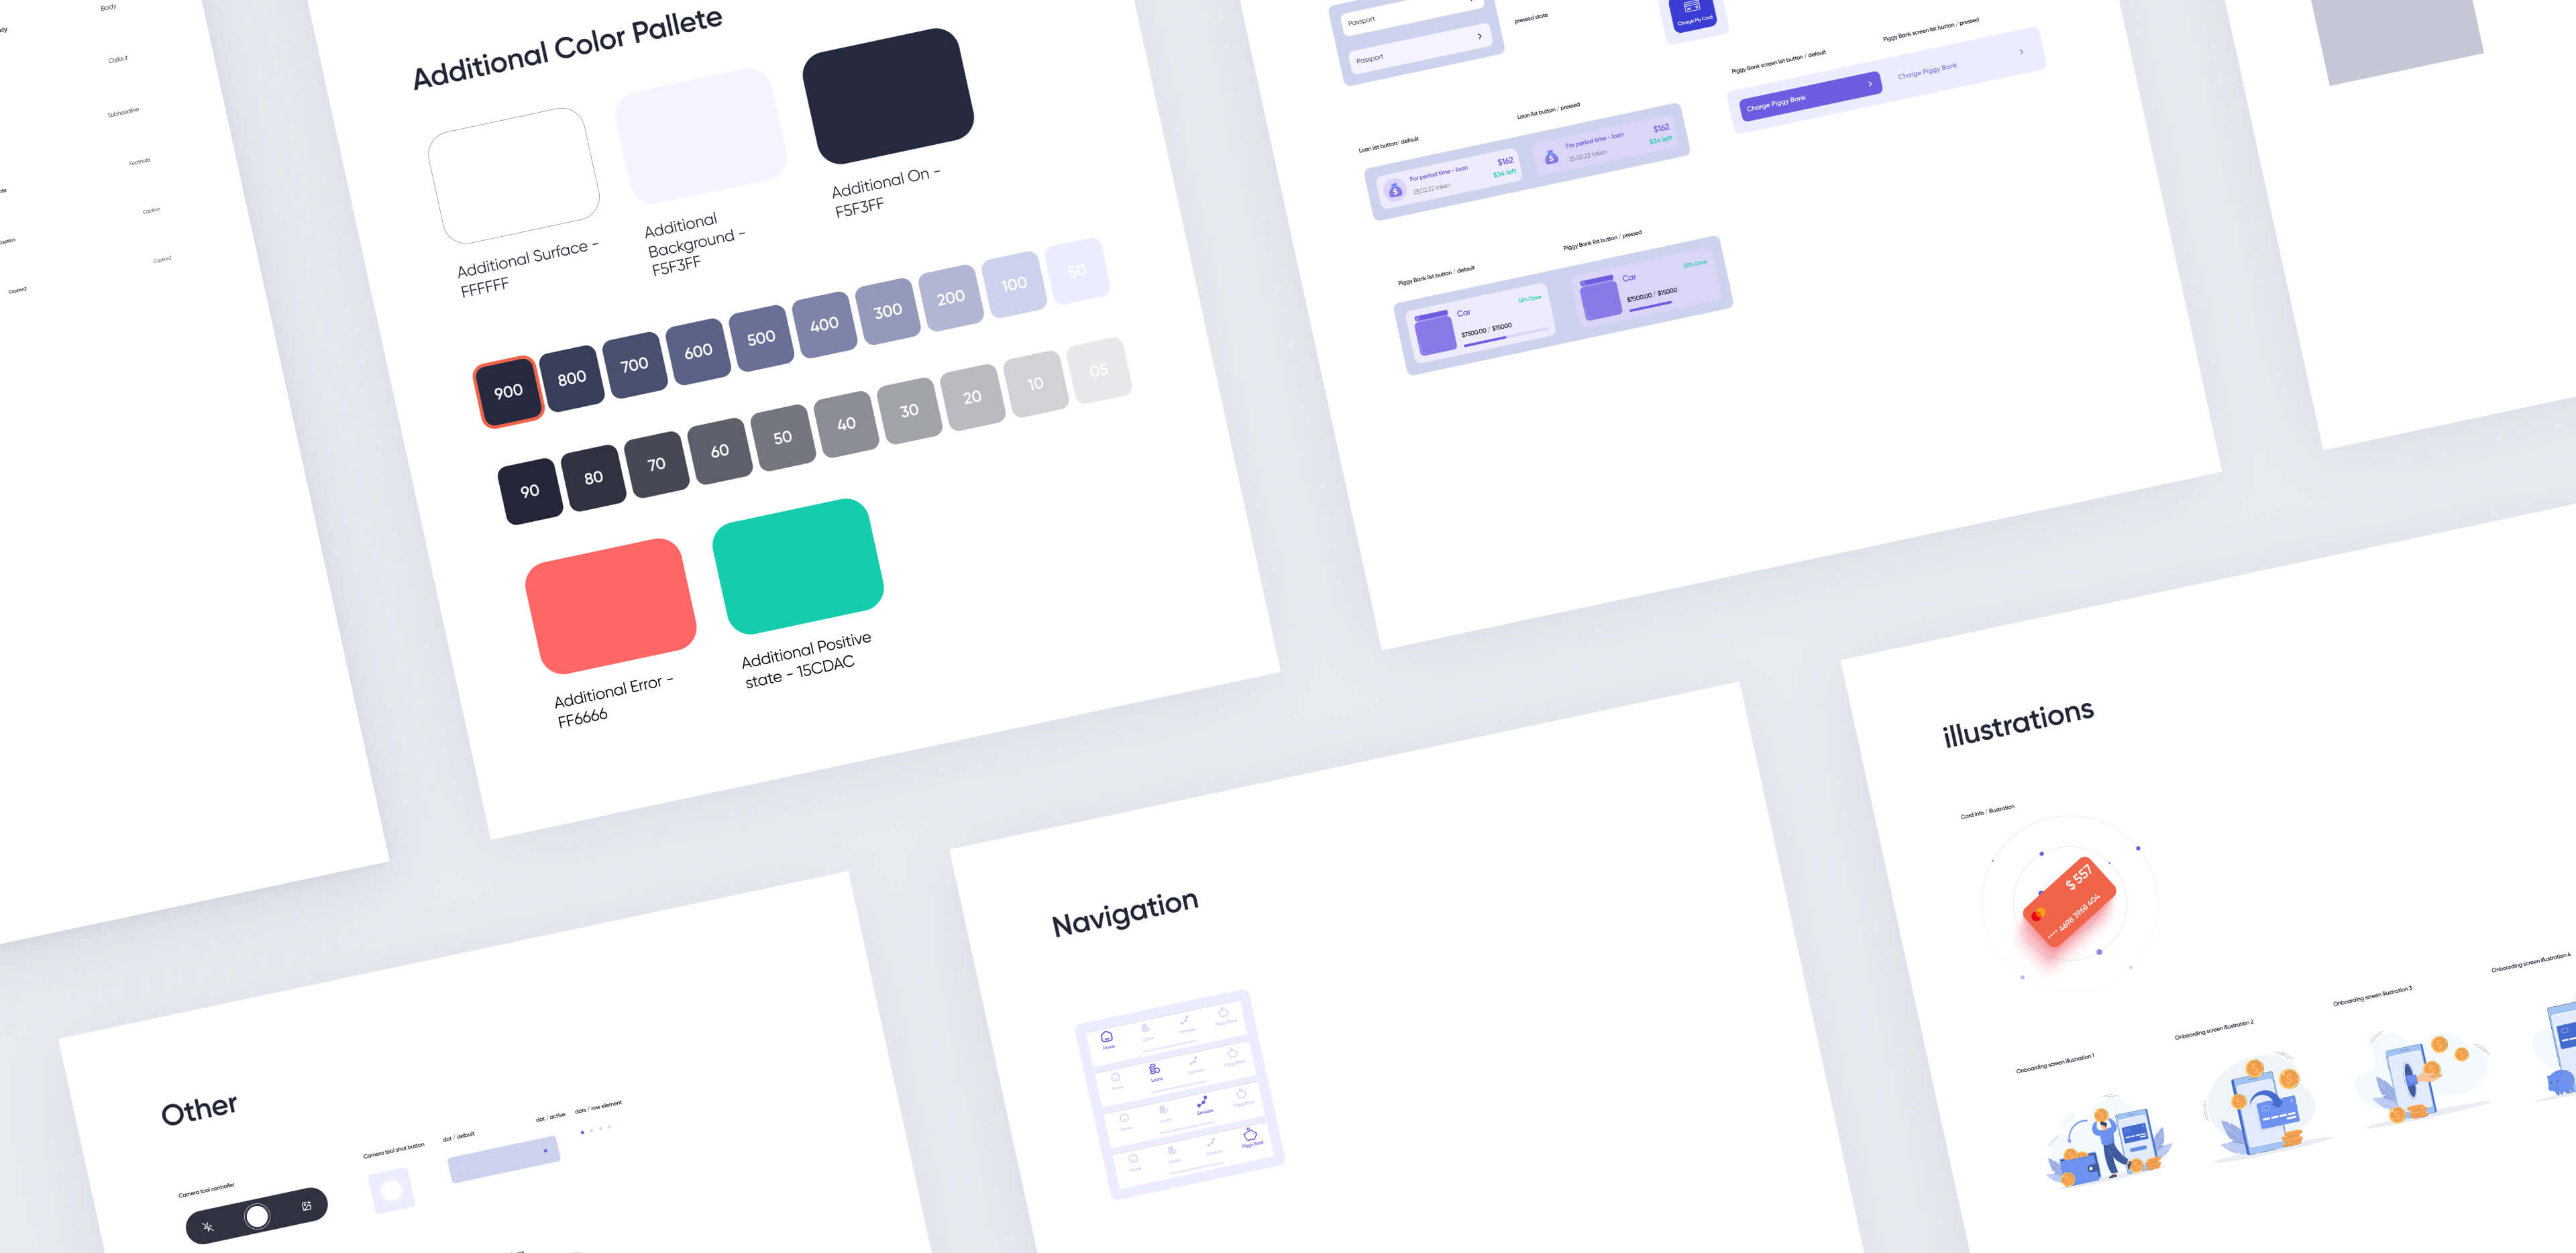 Body
Callout
Subheadline
Footnote
Caption
Caption2
Caption
Caption2
Additional Color Pallete
Additional Surface -
FFFFFF
Additional
Background -
F5F3FF
Additional On -
F5F3FF
900
800
700
600
500
400
300
200
100
50
90
80
70
60
50
40
30
20
10
05
Additional Error -
FF6666
Additional Positive
state - 15CDAC
Passport
Passport
pressed state
Charge My Card
Piggy Bank screen lsit button / default
Piggy Bank screen lsit button / pressed
Charge Piggy Bank
Charge Piggy Bank
Loan list button/ default
Loan list button / pressed
For period time - loan
25.02.22 taken
$162
$34 left
For period time - loan
25.02.22 taken
$162
$34 left
Piggy Bank list button / default
Piggy Bank list button / pressed
Car
50% Done
$7500.00 / $15000
Car
50% Done
$7500.00 / $15000
Other
Camera tool controller
Camera tool shot button
dot / default
dot / active
dots / row element
Navigation
Home
Loans
Services
Piggy Bank
Home
Loans
Services
Piggy Bank
Home
Loans
Services
Piggy Bank
Home
Loans
Services
Piggy Bank
illustrations
Card info / illustration
$ 557
**** 4698 3968 404
Onboarding screen illustration 1
Onboarding screen illustration 2
Onboarding screen illustration 3
Onboarding screen illustration 4